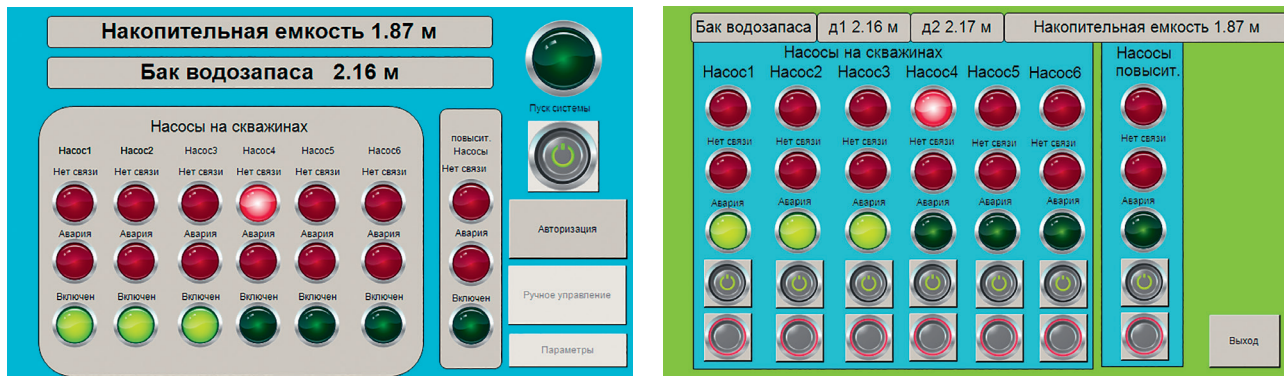 Накопительная емкость 1.87 м
Бак водозапаса 2.16 м
Пуск системы
Насосы на скважинах
Насос1 Насос2 Насос3 Насос4 Насос5 Насос6
Нет связи Нет связи Нет связи Нет связи Нет связи Нет связи
Авария Авария Авария Авария Авария Авария
Включен Включен Включен Включен Включен Включен
повысит.
Насосы
Нет связи
Авария
Включен
Авторизация
Ручное управление
Параметры
Бак водозапаса д1 2.16 м д2 2.17 м Накопительная емкость 1.87 м
Насосы на скважинах
Насос1 Насос2 Насос3 Насос4 Насос5 Насос6
Нет связи Нет связи Нет связи Нет связи Нет связи Нет связи
Авария Авария Авария Авария Авария Авария
Насосы
повысит.
Нет связи
Авария
Выход